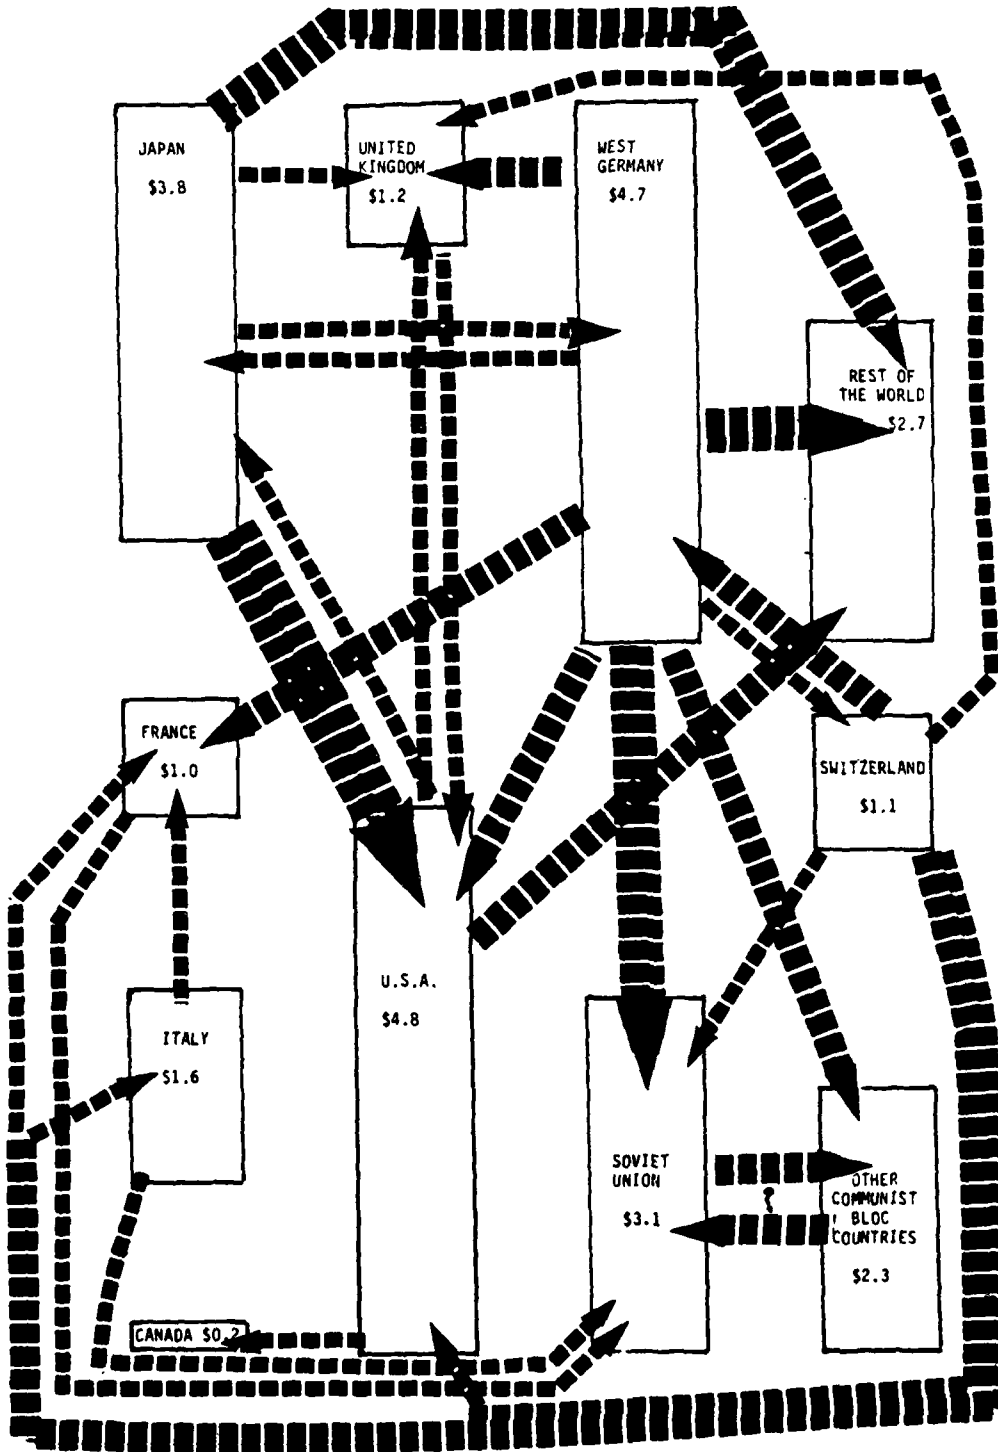 JAPAN
$3.8
UNITED
KINGDOM
$1.2
WEST
GERMANY
$4.7
REST OF
THE WORLD
$2.7
FRANCE
$1.0
SWITZERLAND
$1.1
U.S.A.
$4.8
ITALY
$1.6
SOVIET
UNION
$3.1
OTHER
COMMUNIST
BLOC
COUNTRIES
$2.3
CANADA $0.2